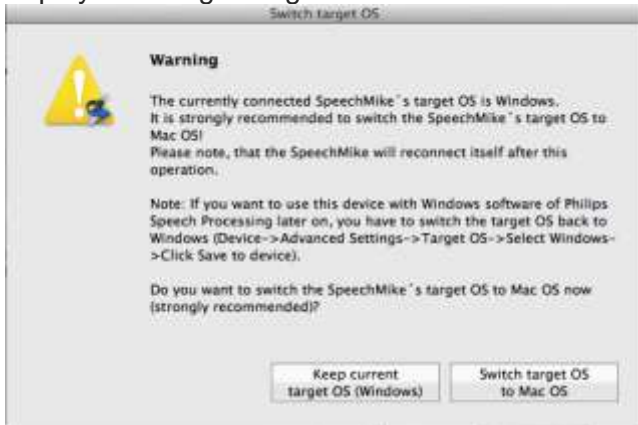 Switch target OS
Warning
The currently connected SpeechMike´s target OS is Windows.
It is strongly recommended to switch the SpeechMike´s target OS to
Mac OS!
Please note, that the SpeechMike will reconnect itself after this
operation.
Note: If you want to use this device with Windows software of Philips
Speech Processing later on, you have to switch the target OS back to
Windows (Device->Advanced Settings->Target OS->Select Windows-
>Click Save to device).
Do you want to switch the SpeechMike´s target OS to Mac OS now
(strongly recommended)?
Keep current
target OS (Windows)
Switch target OS
to Mac OS